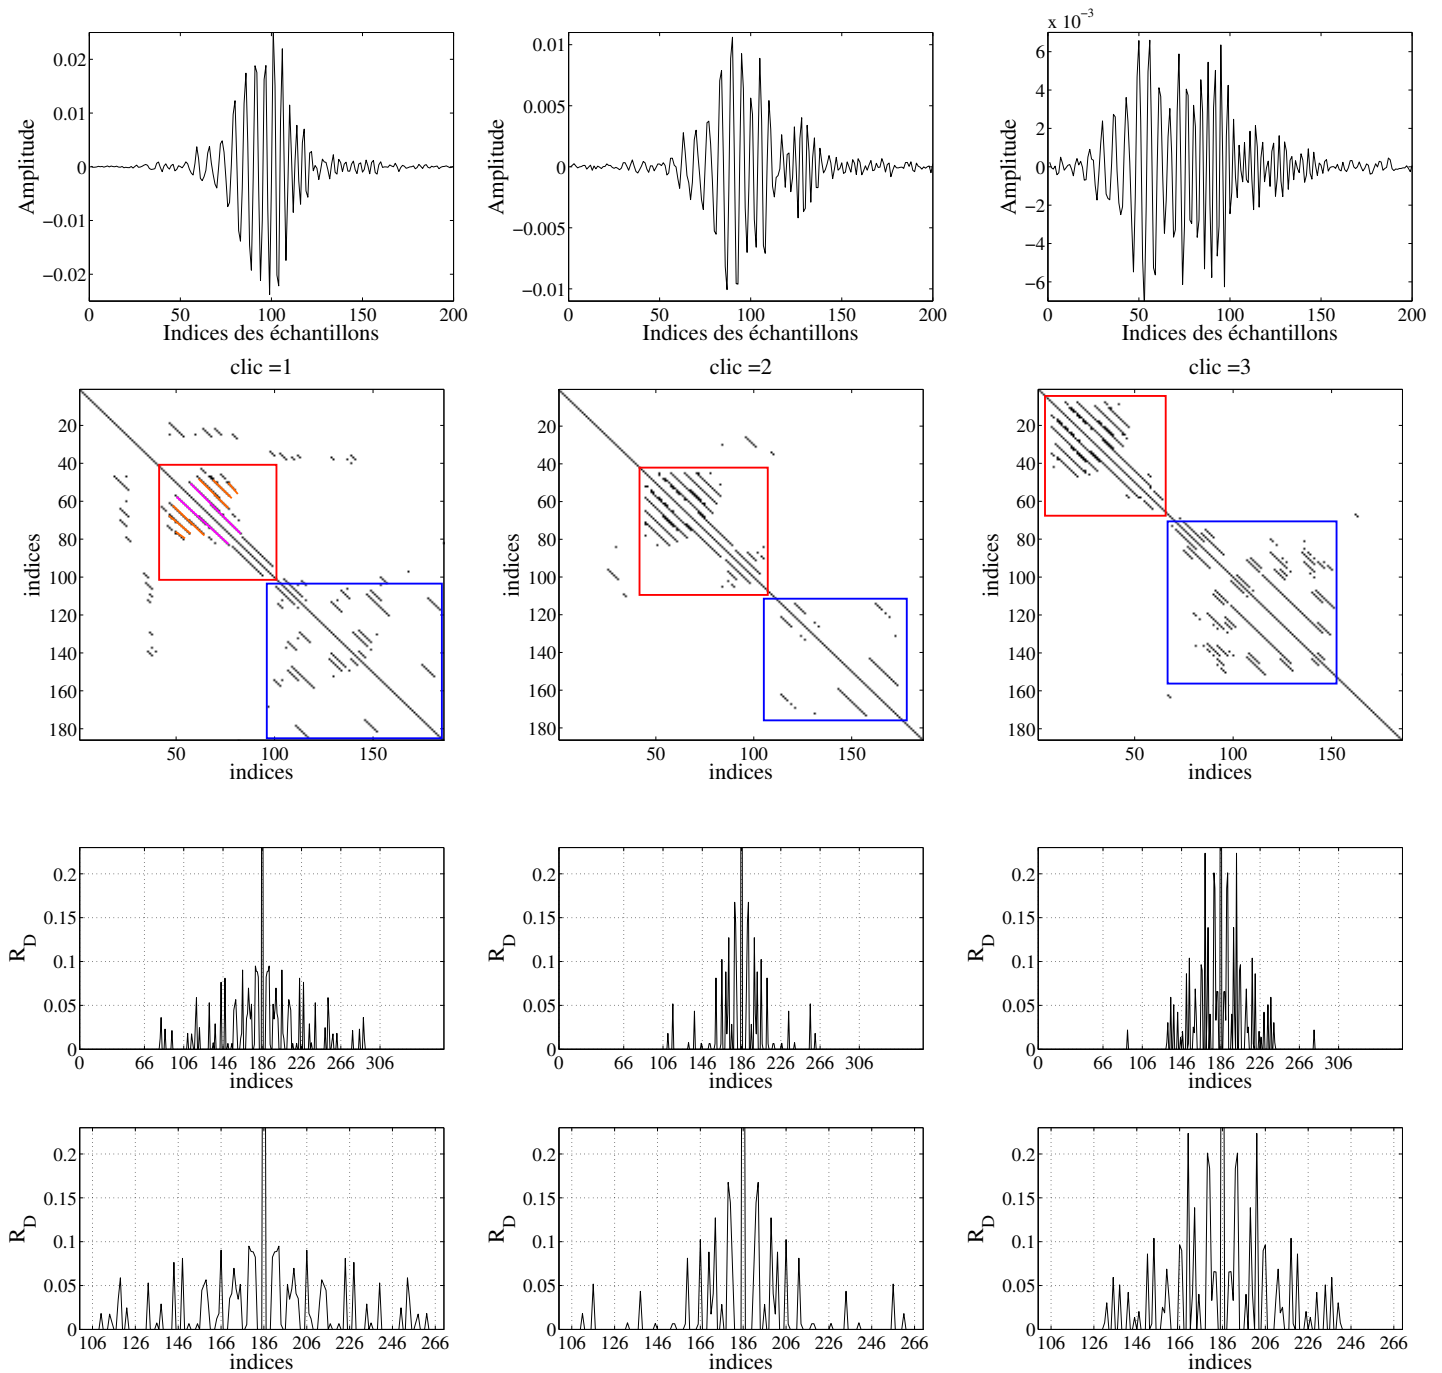 x 10⁻³
0.02
0.01
0
−0.01
−0.02
Amplitude
0 50 100 150 200
Indices des échantillons
0.01
0.005
0
−0.005
−0.01
Amplitude
0 50 100 150 200
Indices des échantillons
6
4
2
0
−2
−4
−6
Amplitude
0 50 100 150 200
Indices des échantillons
clic =1
20
40
60
80
100
120
140
160
180
indices
50 100 150
indices
clic =2
20
40
60
80
100
120
140
160
180
indices
50 100 150
indices
clic =3
20
40
60
80
100
120
140
160
180
indices
50 100 150
indices
0.2
0.15
0.1
0.05
0
R_D
0 66 106 146 186 226 266 306
indices
0.2
0.15
0.1
0.05
0
R_D
0 66 106 146 186 226 266 306
indices
0.2
0.15
0.1
0.05
0
R_D
0 66 106 146 186 226 266 306
indices
0.2
0.15
0.1
0.05
0
R_D
106 126 146 166 186 206 226 246 266
indices
0.2
0.15
0.1
0.05
0
R_D
106 126 146 166 186 206 226 246 266
indices
0.2
0.15
0.1
0.05
0
R_D
106 126 146 166 186 206 226 246 266
indices